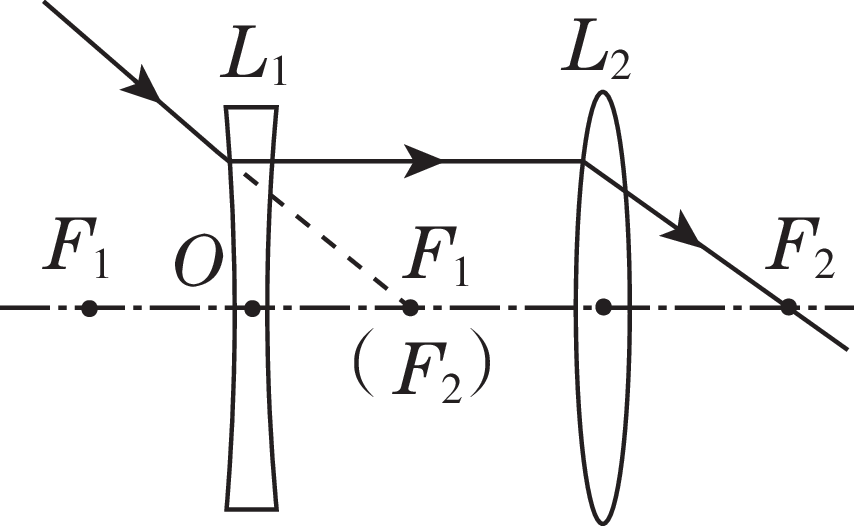 L₁
L₂
F₁
O
F₁
F₂
(F₂)